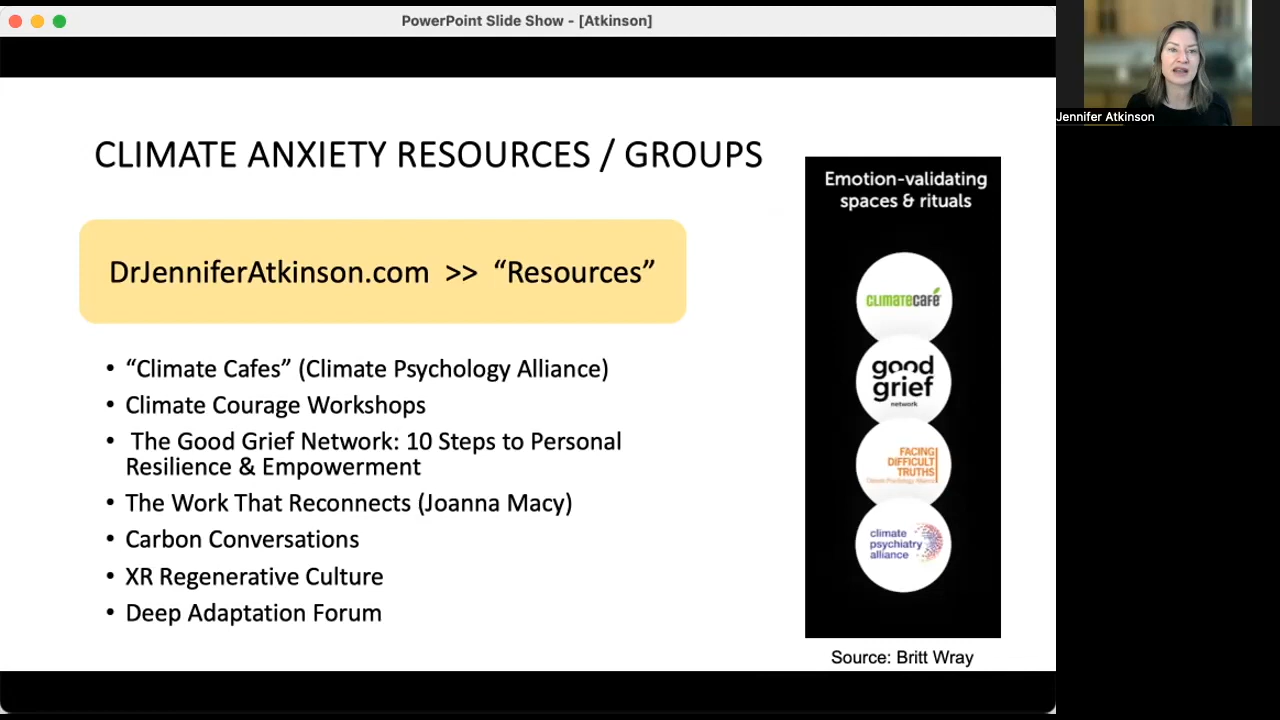 PowerPoint Slide Show - [Atkinson]
CLIMATE ANXIETY RESOURCES / GROUPS
DrJenniferAtkinson.com >> “Resources”
• “Climate Cafes” (Climate Psychology Alliance)
• Climate Courage Workshops
• The Good Grief Network: 10 Steps to Personal
Resilience & Empowerment
• The Work That Reconnects (Joanna Macy)
• Carbon Conversations
• XR Regenerative Culture
• Deep Adaptation Forum
Emotion-validating
spaces & rituals
CLIMATECAFÉ
good
grief
network
FACING
DIFFICULT
TRUTHS
Climate Psychology Alliance
climate
psychiatry
alliance
Source: Britt Wray
Jennifer Atkinson